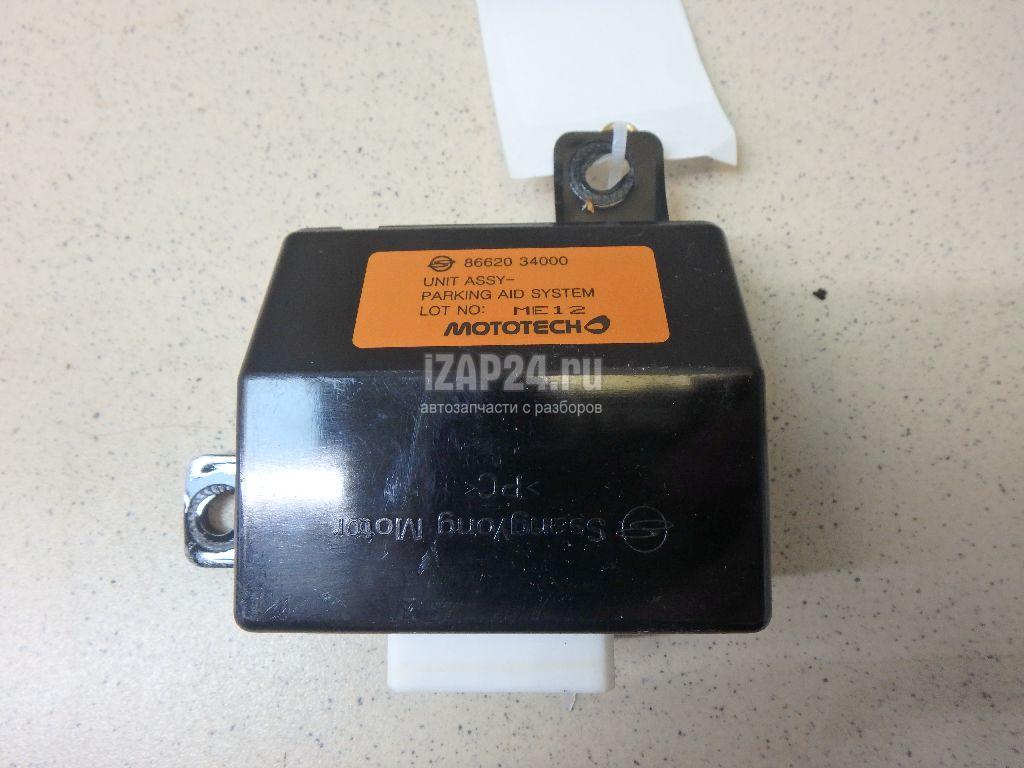 86620 34000
UNIT ASSY-
PARKING AID SYSTEM
LOT NO: ME12
MOTOTECH
iZAP24.ru
автозапчасти с разборов
>PC<
SsangYong Motor